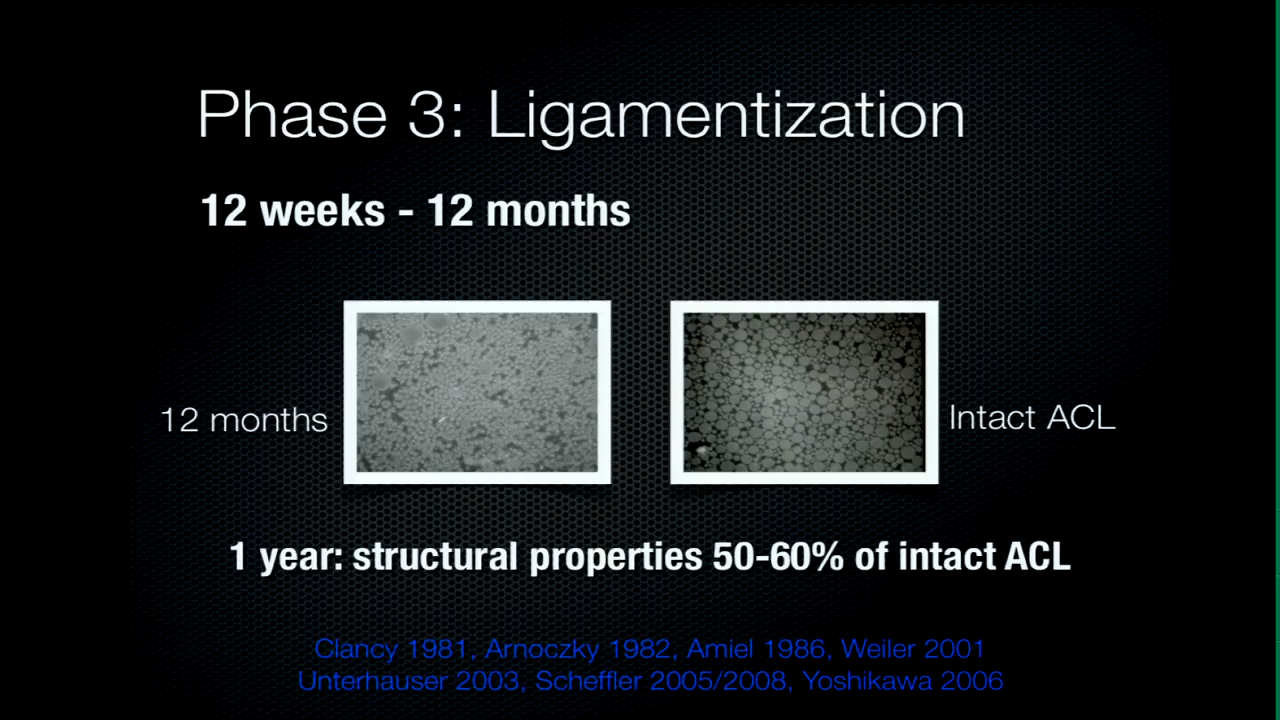 Phase 3: Ligamentization
12 weeks - 12 months
12 months
Intact ACL
1 year: structural properties 50-60% of intact ACL
Clancy 1981, Arnoczky 1982, Amiel 1986, Weiler 2001
Unterhauser 2003, Scheffler 2005/2008, Yoshikawa 2006